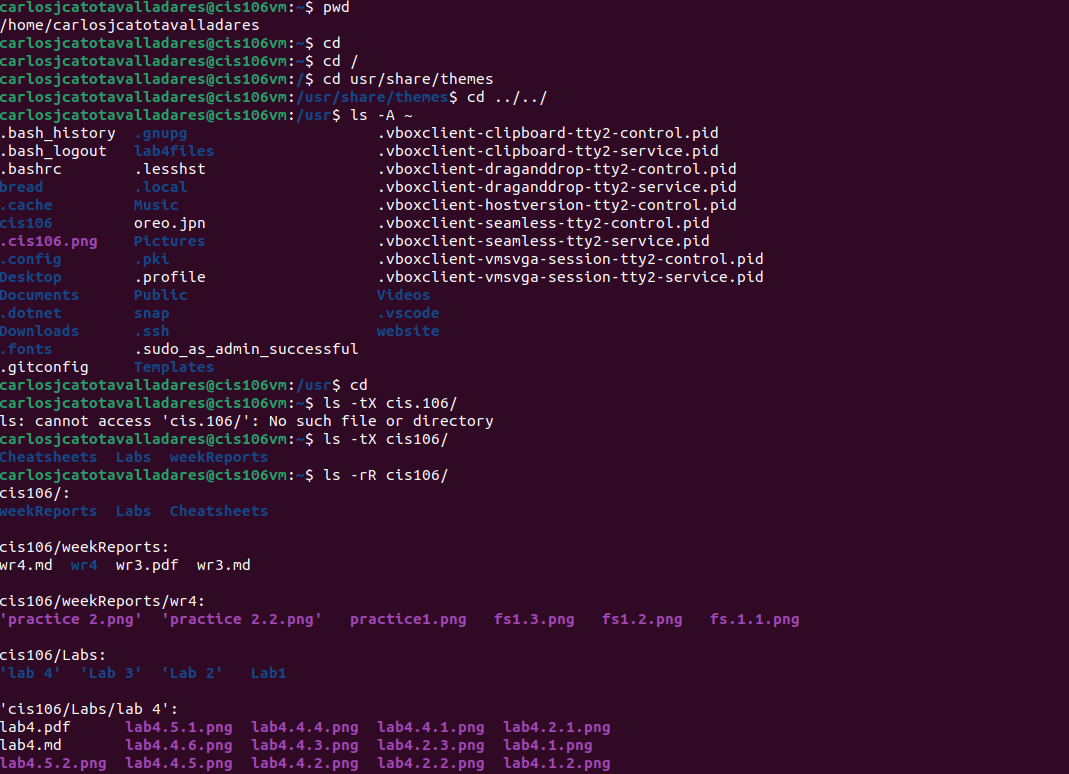 carlosjcatotavalladares@cis106vm:~$ pwd
/home/carlosjcatotavalladares
carlosjcatotavalladares@cis106vm:~$ cd
carlosjcatotavalladares@cis106vm:~$ cd /
carlosjcatotavalladares@cis106vm:/$ cd usr/share/themes
carlosjcatotavalladares@cis106vm:/usr/share/themes$ cd ../../
carlosjcatotavalladares@cis106vm:/usr$ ls -A ~
.bash_history  .gnupg                     .vboxclient-clipboard-tty2-control.pid
.bash_logout   lab4files                  .vboxclient-clipboard-tty2-service.pid
.bashrc        .lesshst                   .vboxclient-draganddrop-tty2-control.pid
bread          .local                     .vboxclient-draganddrop-tty2-service.pid
.cache         Music                      .vboxclient-hostversion-tty2-control.pid
cis106         oreo.jpn                   .vboxclient-seamless-tty2-control.pid
.cis106.png    Pictures                   .vboxclient-seamless-tty2-service.pid
.config        .pki                       .vboxclient-vmsvga-session-tty2-control.pid
Desktop        .profile                   .vboxclient-vmsvga-session-tty2-service.pid
Documents      Public                     Videos
.dotnet        snap                       .vscode
Downloads      .ssh                       website
.fonts         .sudo_as_admin_successful
.gitconfig     Templates
carlosjcatotavalladares@cis106vm:/usr$ cd
carlosjcatotavalladares@cis106vm:~$ ls -tX cis.106/
ls: cannot access 'cis.106/': No such file or directory
carlosjcatotavalladares@cis106vm:~$ ls -tX cis106/
Cheatsheets  Labs  weekReports
carlosjcatotavalladares@cis106vm:~$ ls -rR cis106/
cis106/:
weekReports  Labs  Cheatsheets
cis106/weekReports:
wr4.md  wr4  wr3.pdf  wr3.md
cis106/weekReports/wr4:
'practice 2.png'  'practice 2.2.png'   practice1.png   fs1.3.png   fs1.2.png   fs.1.1.png
cis106/Labs:
'lab 4'  'Lab 3'  'Lab 2'   Lab1
'cis106/Labs/lab 4':
lab4.pdf      lab4.5.1.png  lab4.4.4.png  lab4.4.1.png  lab4.2.1.png
lab4.md       lab4.4.6.png  lab4.4.3.png  lab4.2.3.png  lab4.1.png
lab4.5.2.png  lab4.4.5.png  lab4.4.2.png  lab4.2.2.png  lab4.1.2.png